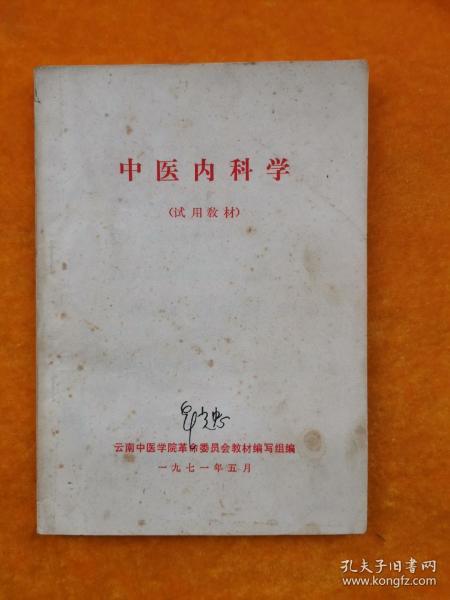 中医内科学
(试用教材)
云南中医学院革命委员会教材编写组编
一九七一年五月
孔夫子旧书网
www.kongfz.com